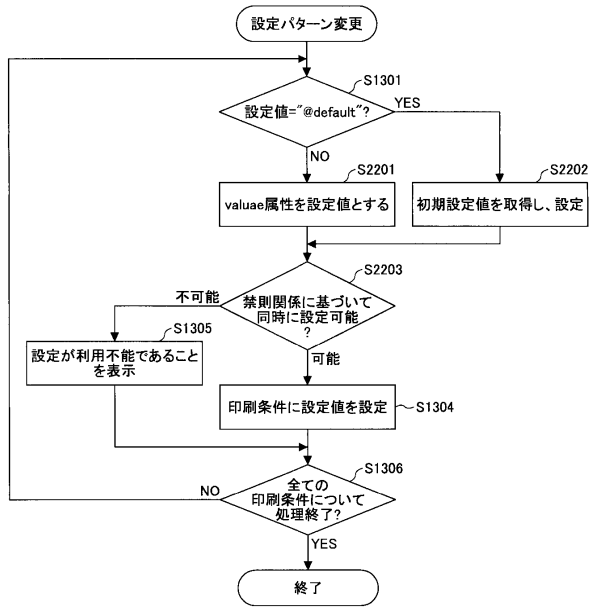 設定パターン変更
S1301
設定値="@default"?
YES
NO
S2201
valuae属性を設定値とする
S2202
初期設定値を取得し、設定
S2203
禁則関係に基づいて
同時に設定可能
?
不可能
可能
S1305
設定が利用不能であること
を表示
印刷条件に設定値を設定
S1304
S1306
全ての
印刷条件について
処理終了?
NO
YES
終了